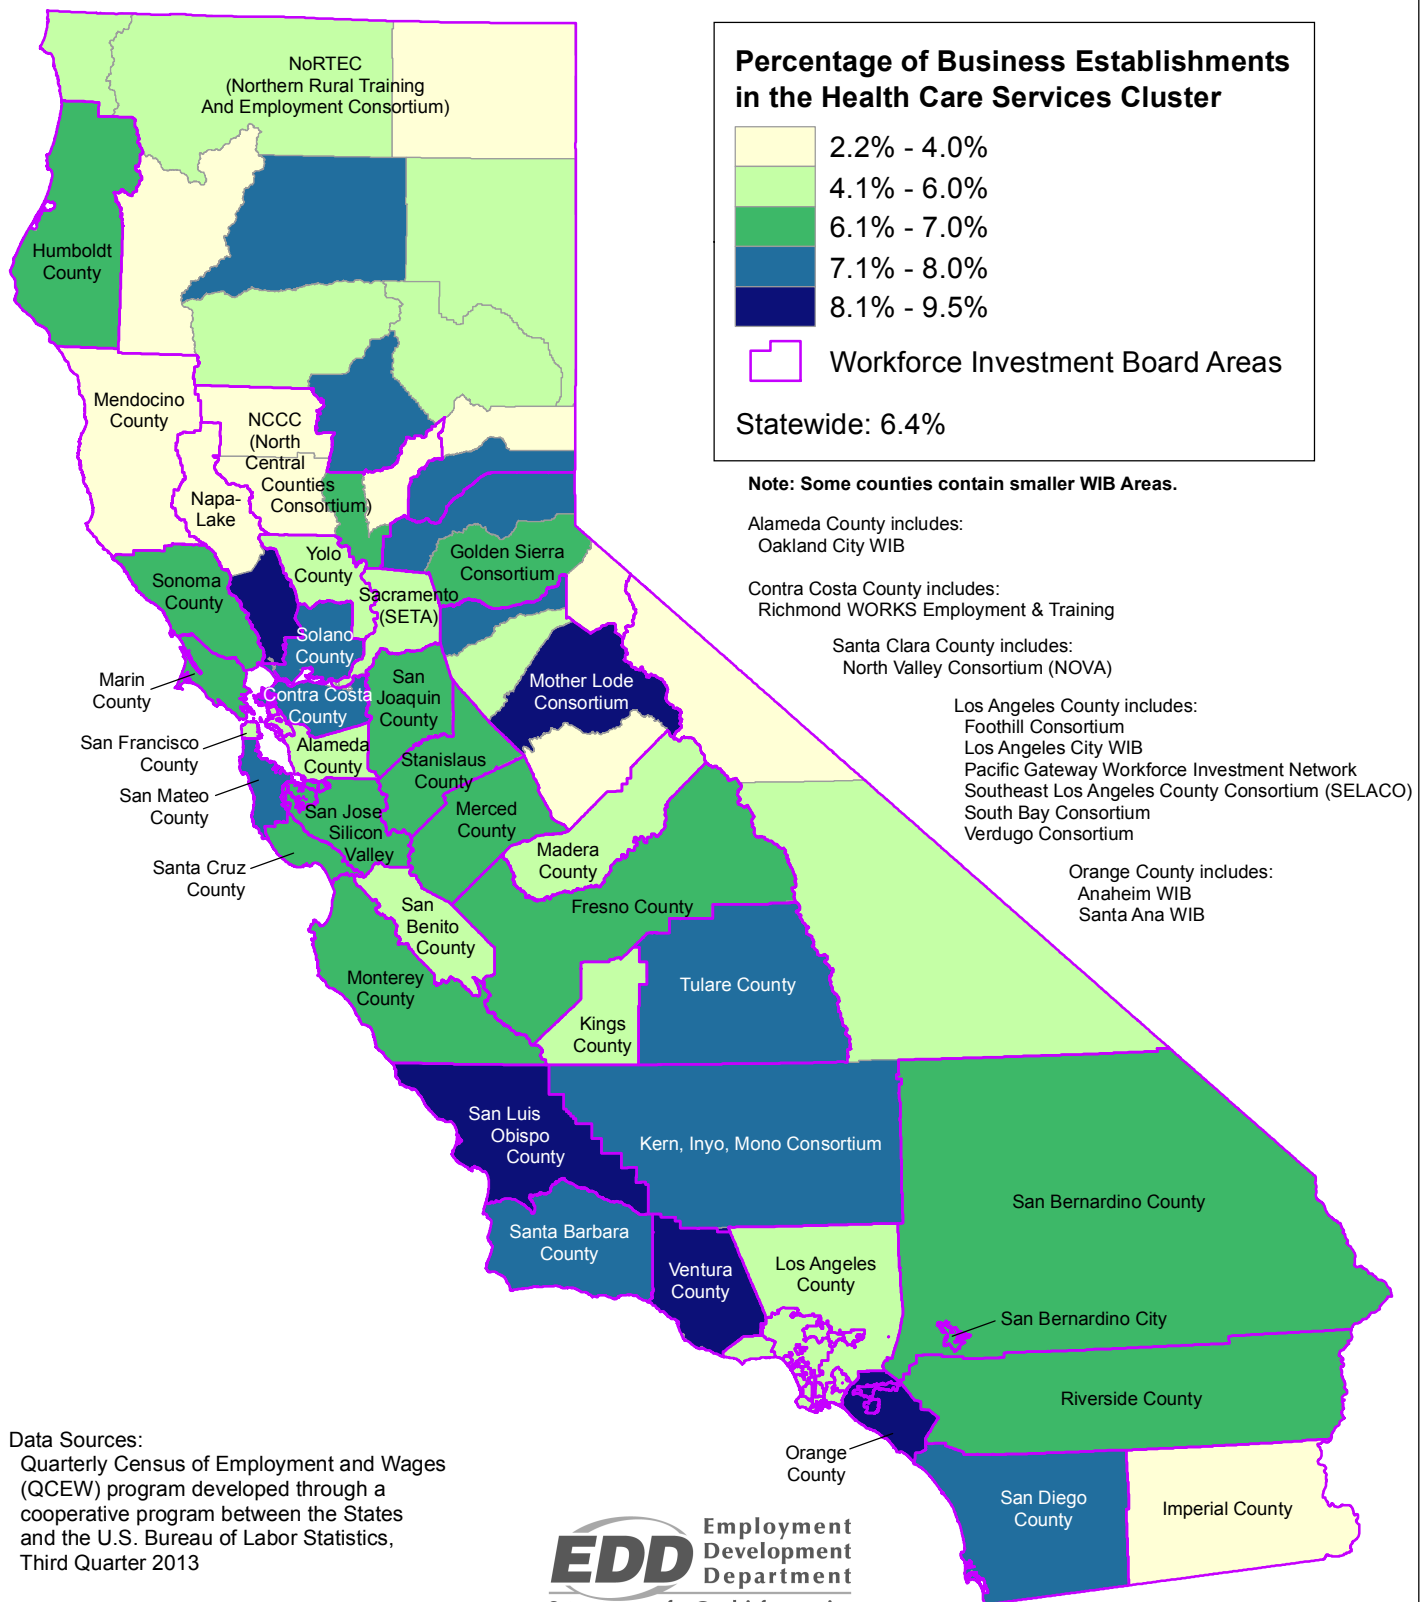 Percentage of Business Establishments
in the Health Care Services Cluster
2.2% - 4.0%
4.1% - 6.0%
6.1% - 7.0%
7.1% - 8.0%
8.1% - 9.5%
Workforce Investment Board Areas
Statewide: 6.4%
Note: Some counties contain smaller WIB Areas.
Alameda County includes:
Oakland City WIB
Contra Costa County includes:
Richmond WORKS Employment & Training
Santa Clara County includes:
North Valley Consortium (NOVA)
Los Angeles County includes:
Foothill Consortium
Los Angeles City WIB
Pacific Gateway Workforce Investment Network
Southeast Los Angeles County Consortium (SELACO)
South Bay Consortium
Verdugo Consortium
Orange County includes:
Anaheim WIB
Santa Ana WIB
NoRTEC
(Northern Rural Training
And Employment Consortium)
Humboldt
County
Mendocino
County
NCCC
(North
Central
Counties
Consortium)
Napa-
Lake
Yolo
County
Golden Sierra
Consortium
Sonoma
County
Sacramento
(SETA)
Solano
County
Marin
County
Contra Costa
County
San
Joaquin
County
Mother Lode
Consortium
San Francisco
County
Alameda
County
Stanislaus
County
San Mateo
County
San Jose
Silicon
Valley
Merced
County
Santa Cruz
County
Madera
County
San
Benito
County
Fresno County
Monterey
County
Tulare County
Kings
County
San Luis
Obispo
County
Kern, Inyo, Mono Consortium
San Bernardino County
Santa Barbara
County
Ventura
County
Los Angeles
County
San Bernardino City
Riverside County
Orange
County
San Diego
County
Imperial County
Data Sources:
Quarterly Census of Employment and Wages
(QCEW) program developed through a
cooperative program between the States
and the U.S. Bureau of Labor Statistics,
Third Quarter 2013
EDD
Employment
Development
Department